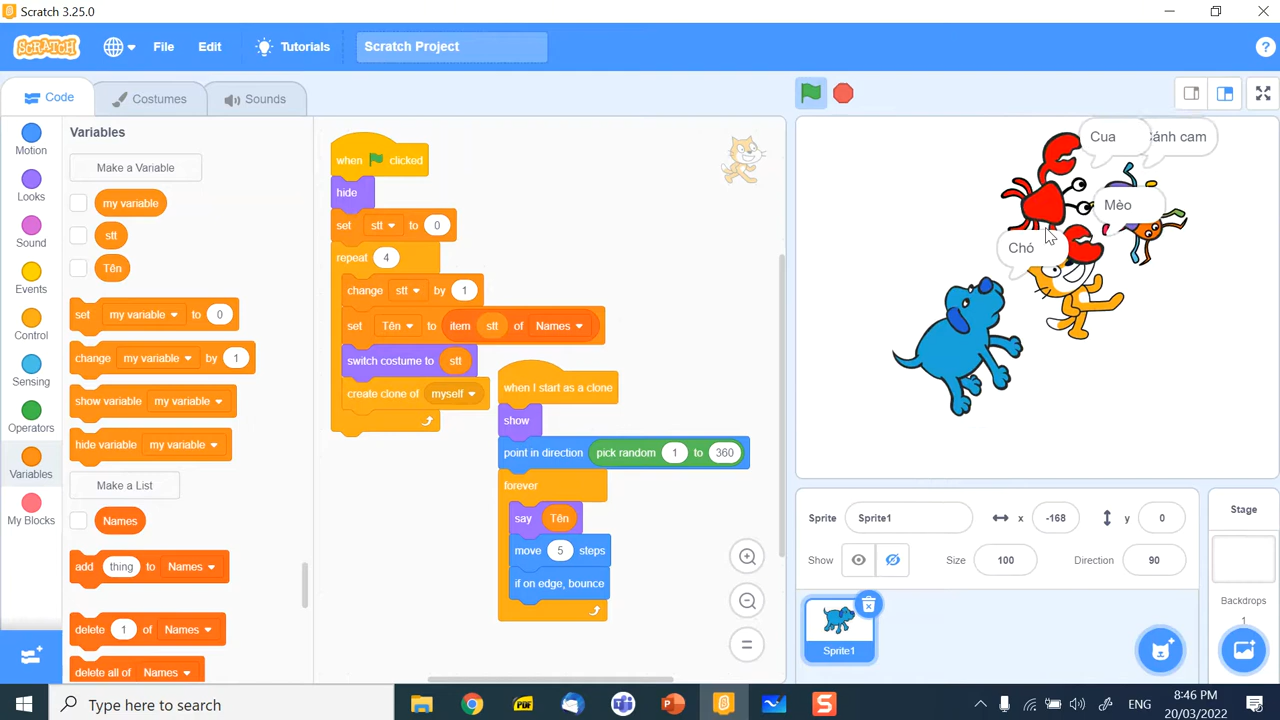 Scratch 3.25.0
SCRATCH
File
Edit
Tutorials
Scratch Project
?
Code
Costumes
Sounds
Motion
Looks
Sound
Events
Control
Sensing
Operators
Variables
My Blocks
Variables
Make a Variable
my variable
stt
Tên
set my variable to 0
change my variable by 1
show variable my variable
hide variable my variable
Make a List
Names
add thing to Names
delete 1 of Names
delete all of Names
when clicked
hide
set stt to 0
repeat 4
change stt by 1
set Tên to item stt of Names
switch costume to stt
create clone of myself
when I start as a clone
show
point in direction pick random 1 to 360
forever
say Tên
move 5 steps
if on edge, bounce
Cua
cam
Mèo
Chó
Sprite Sprite1 x -168 y 0
Show Size 100 Direction 90
Sprite1
Stage
Backdrops
1
Type here to search
PDF
S
8:46 PM
20/03/2022